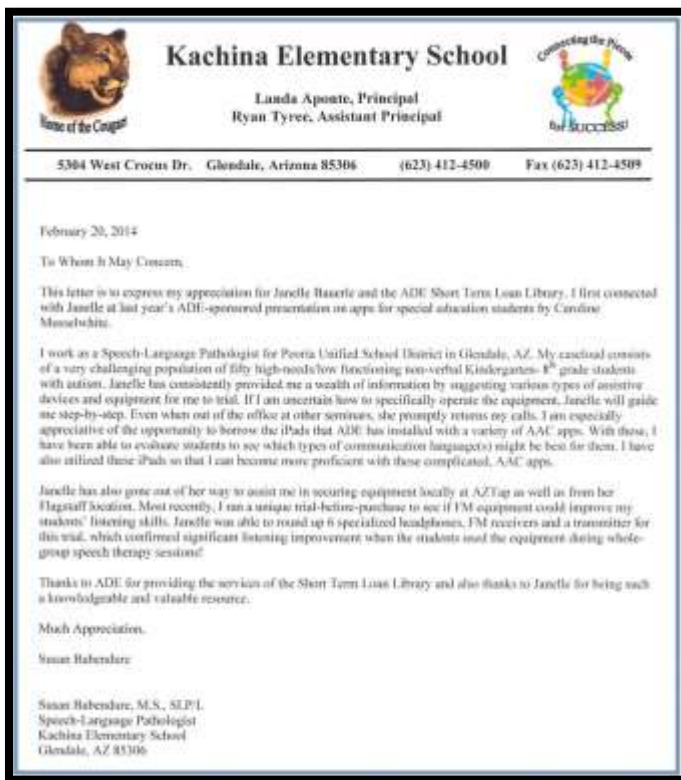 Kachina Elementary School
Landa Aponte, Principal
Ryan Tyree, Assistant Principal
Home of the Cougars
Connecting the Pieces
for SUCCESS!
5304 West Crocus Dr. Glendale, Arizona 85306 (623) 412-4500 Fax (623) 412-4509
February 20, 2014
To Whom It May Concern,
This letter is to express my appreciation for Janelle Bauerle and the ADE Short Term Loan Library. I first connected
with Janelle at last year's ADE-sponsored presentation on apps for special education students by Caroline
Musselwhite.
I work as a Speech-Language Pathologist for Peoria Unified School District in Glendale, AZ. My caseload consists
of a very challenging population of fifty high-needs/low functioning non-verbal Kindergarten- 8th grade students
with autism. Janelle has consistently provided me a wealth of information by suggesting various types of assistive
devices and equipment for me to trial. If I am uncertain how to specifically operate the equipment, Janelle will guide
me step-by-step. Even when out of the office at other seminars, she promptly returns my calls. I am especially
appreciative of the opportunity to borrow the iPads that ADE has installed with a variety of AAC apps. With these, I
have been able to evaluate students to see which types of communication language(s) might be best for them. I have
also utilized these iPads so that I can become more proficient with these complicated, AAC apps.
Janelle has also gone out of her way to assist me in securing equipment locally at AZTap as well as from her
Flagstaff location. Most recently, I ran a unique trial-before-purchase to see if FM equipment could improve my
students' listening skills. Janelle was able to round up 6 specialized headphones, FM receivers and a transmitter for
this trial, which confirmed significant listening improvement when the students used the equipment during whole-
group speech therapy sessions!
Thanks to ADE for providing the services of the Short Term Loan Library and also thanks to Janelle for being such
a knowledgeable and valuable resource.
Much Appreciation,
Susan Babendure
Susan Babendure, M.S., SLP/L
Speech-Language Pathologist
Kachina Elementary School
Glendale, AZ 85306